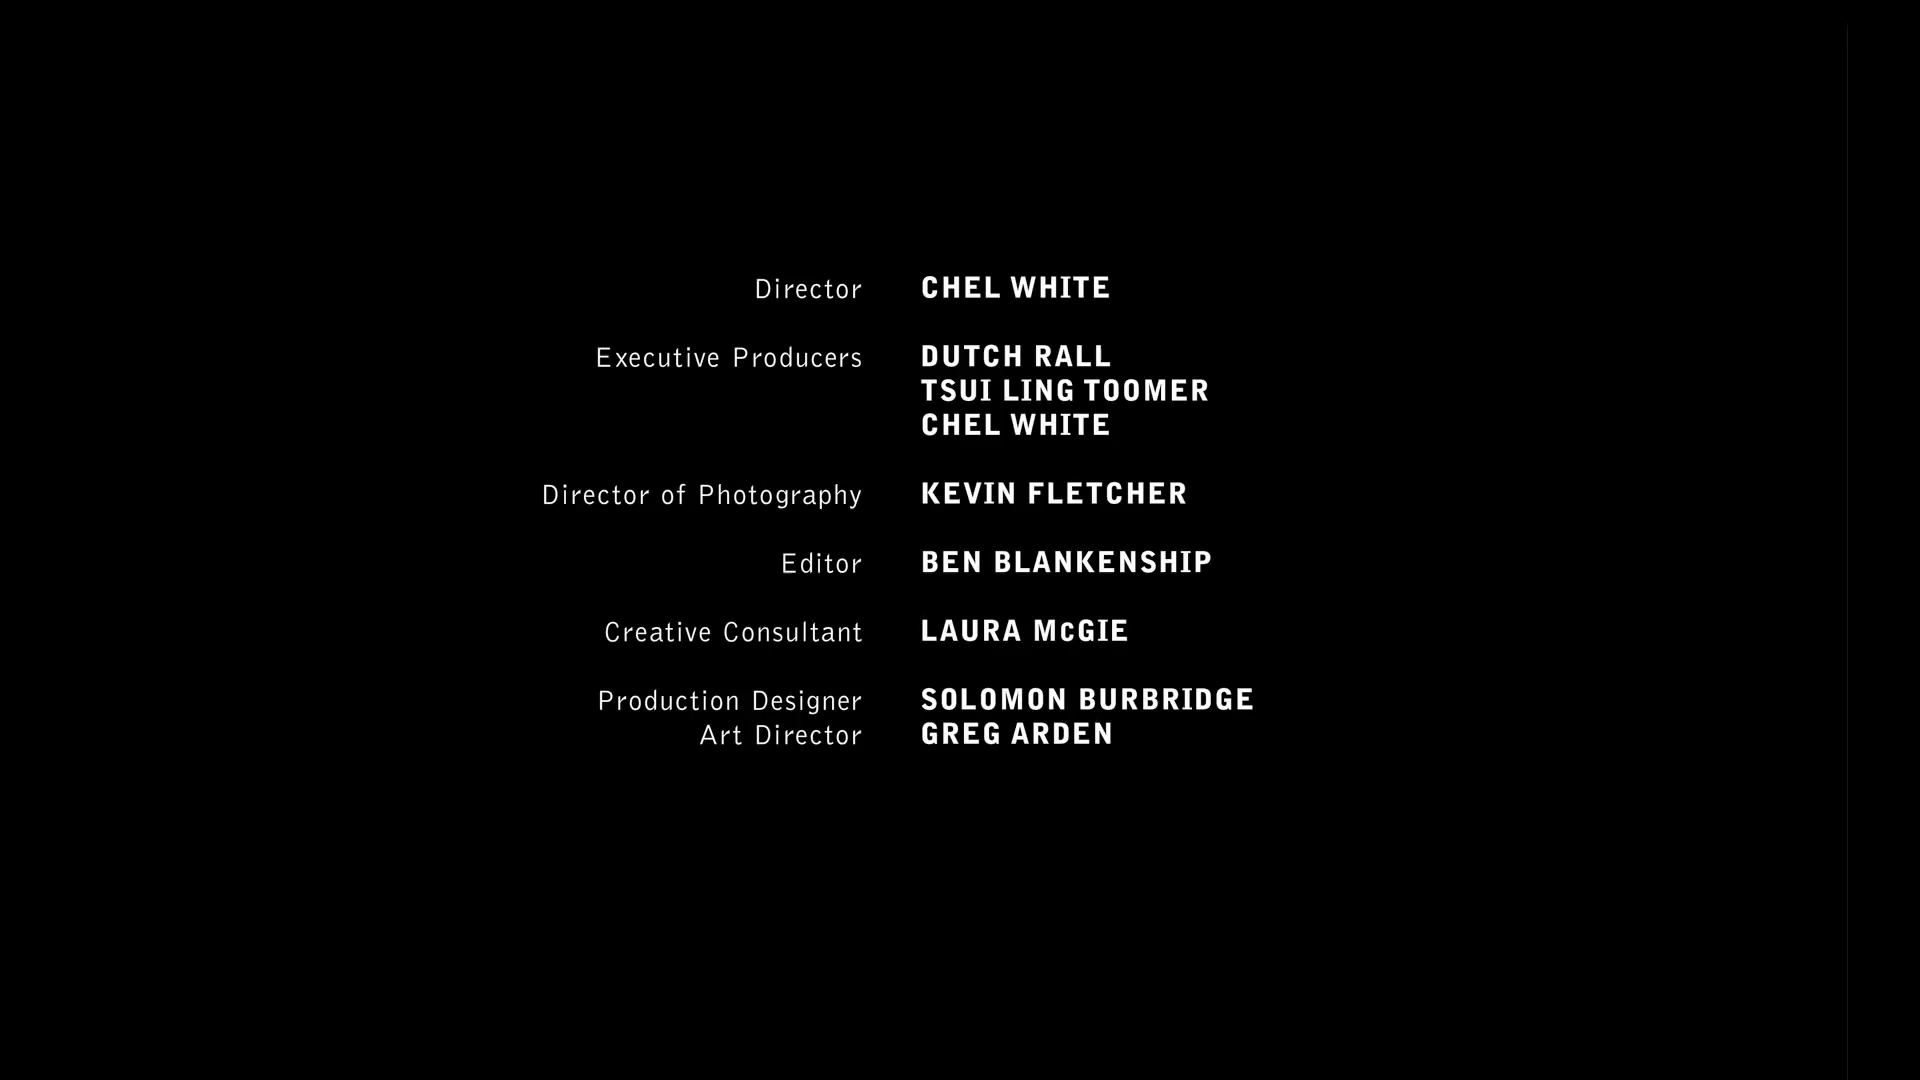 Director CHEL WHITE
Executive Producers DUTCH RALL
TSUI LING TOOMER
CHEL WHITE
Director of Photography KEVIN FLETCHER
Editor BEN BLANKENSHIP
Creative Consultant LAURA McGIE
Production Designer SOLOMON BURBRIDGE
Art Director GREG ARDEN